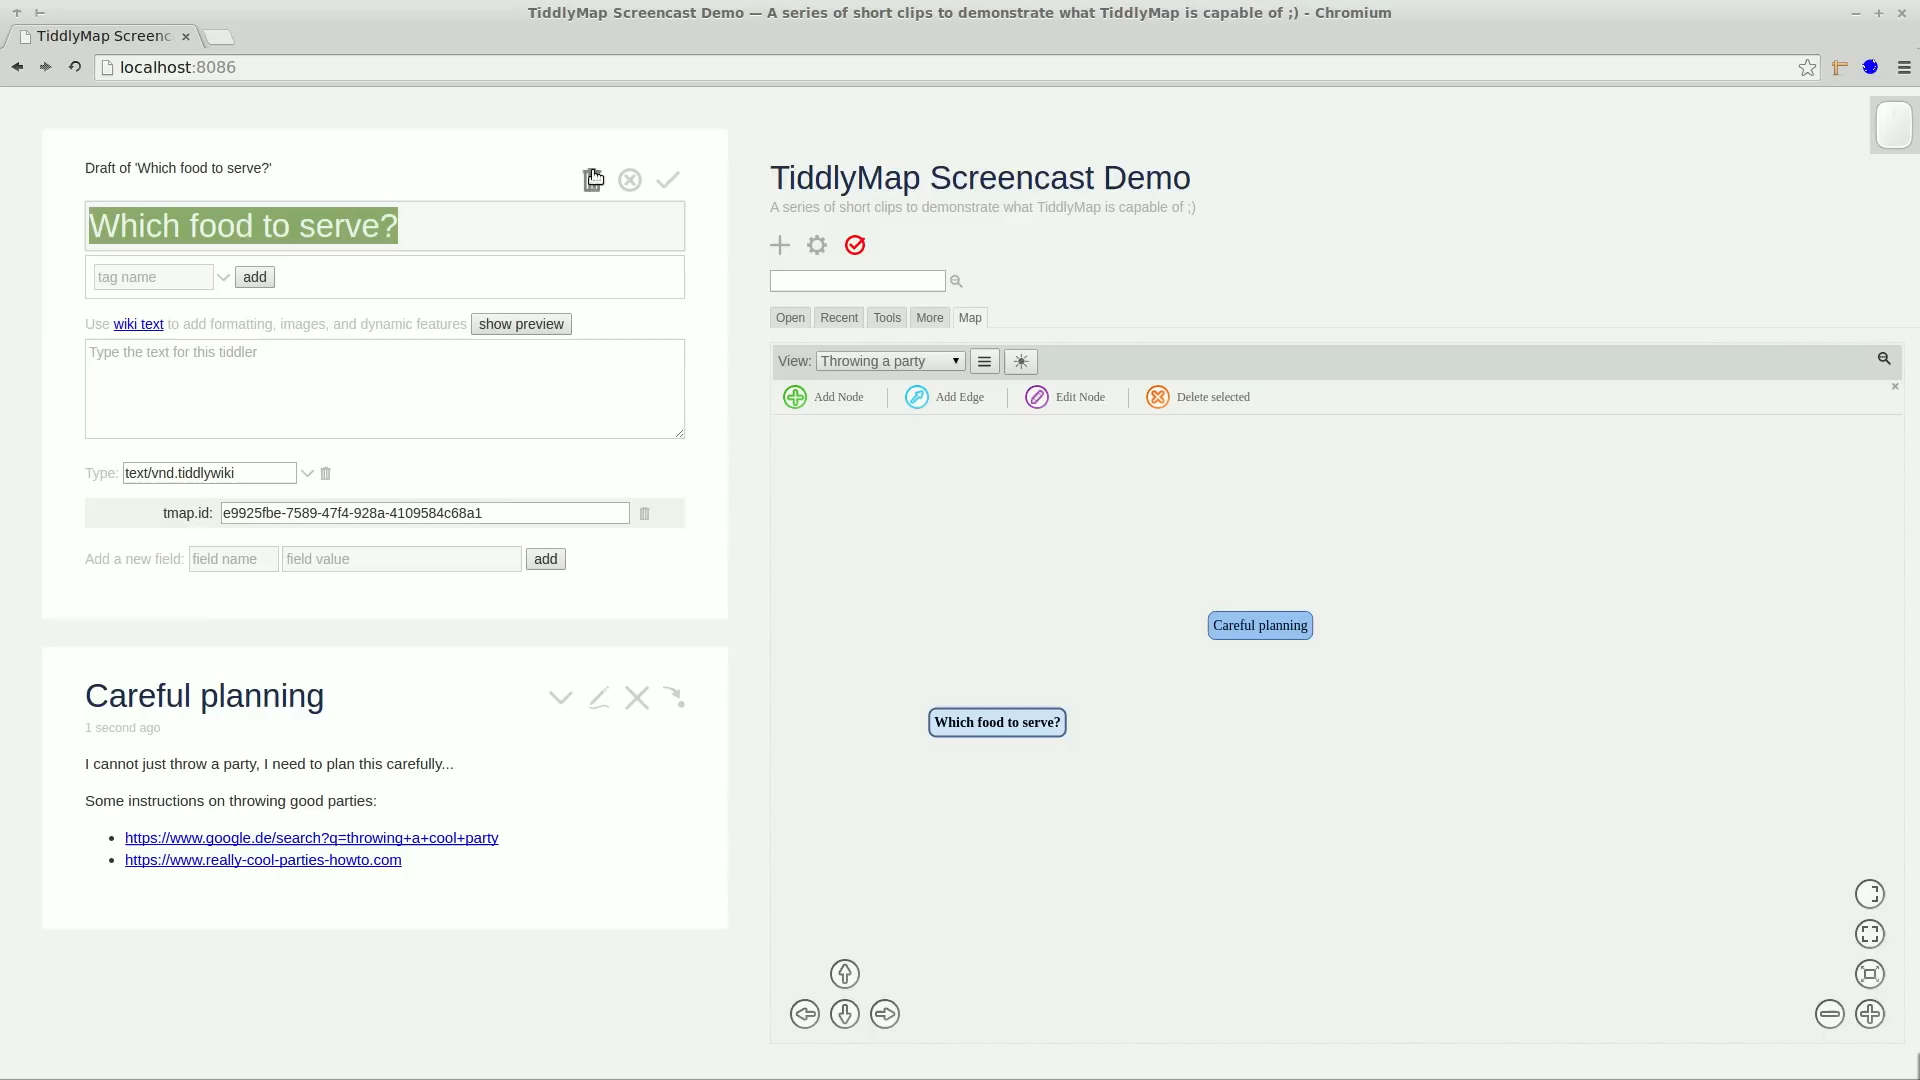 TiddlyMap Screencast Demo — A series of short clips to demonstrate what TiddlyMap is capable of ;) - Chromium
TiddlyMap Screenc
localhost:8086
Draft of 'Which food to serve?'
Which food to serve?
tag name
add
Use wiki text to add formatting, images, and dynamic features show preview
Type the text for this tiddler
Type: text/vnd.tiddlywiki
tmap.id: e9925fbe-7589-47f4-928a-4109584c68a1
Add a new field: field name field value add
Careful planning
1 second ago
I cannot just throw a party, I need to plan this carefully...
Some instructions on throwing good parties:
https://www.google.de/search?q=throwing+a+cool+party
https://www.really-cool-parties-howto.com
TiddlyMap Screencast Demo
A series of short clips to demonstrate what TiddlyMap is capable of ;)
Open Recent Tools More Map
View: Throwing a party
Add Node Add Edge Edit Node Delete selected
Careful planning
Which food to serve?